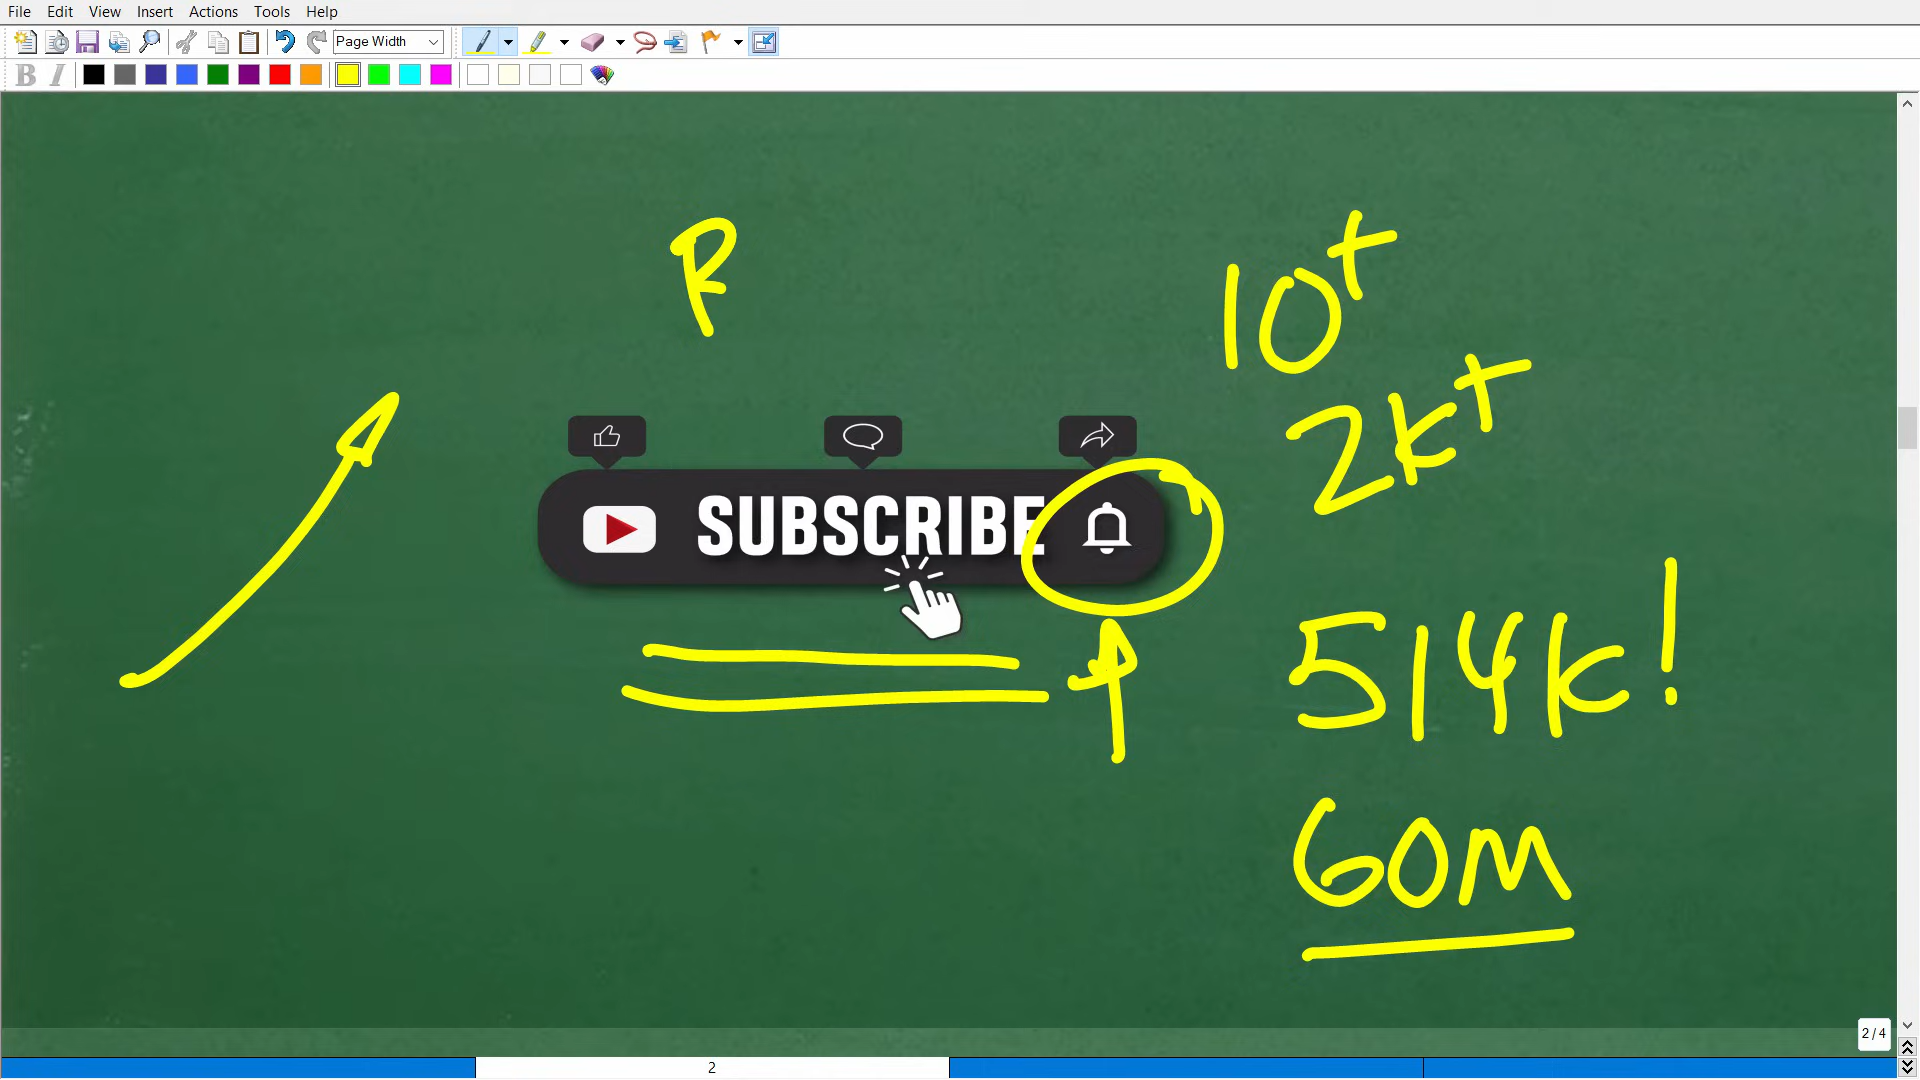 File Edit View Insert Actions Tools Help
Page Width
B I
R
10+
2K+
SUBSCRIBE
514K!
60M
2 / 4
2